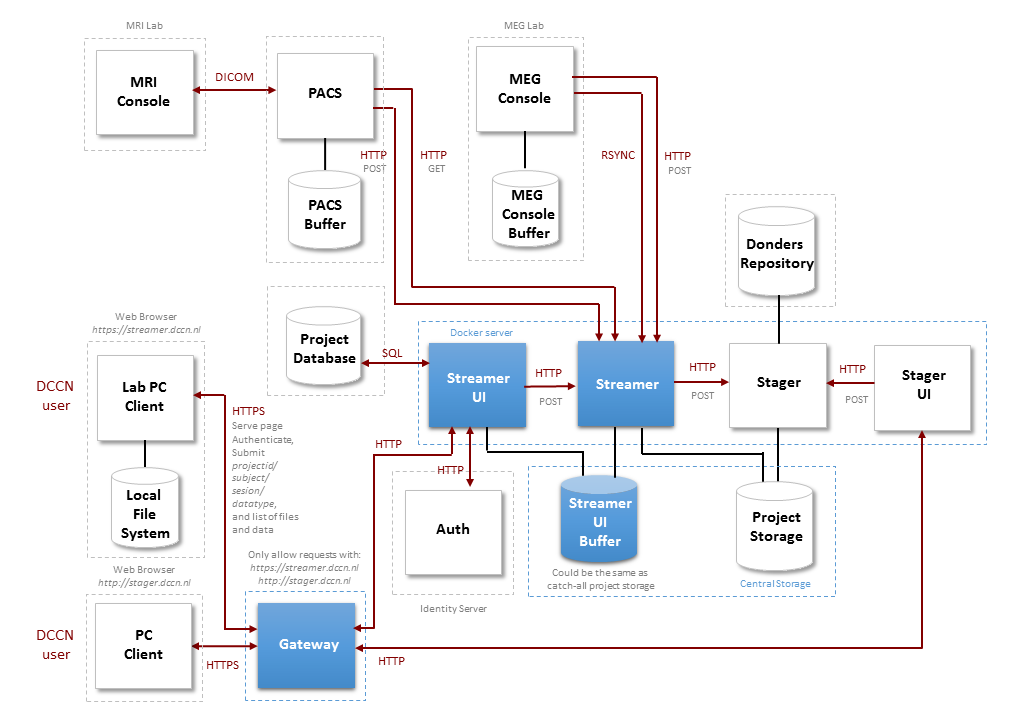 MRI Lab
MEG Lab
MRI
Console
DICOM
PACS
MEG
Console
HTTP
POST
HTTP
GET
RSYNC
HTTP
POST
PACS
Buffer
MEG
Console
Buffer
Donders
Repository
Web Browser
https://streamer.dccn.nl
Project
Database
SQL
Docker server
Streamer
UI
HTTP
POST
Streamer
HTTP
POST
Stager
HTTP
POST
Stager
UI
DCCN
user
Lab PC
Client
HTTPS
Serve page
Authenticate,
Submit
projectid/
subject/
sesion/
datatype,
and list of files
and data
HTTP
HTTP
Local
File
System
Auth
Streamer
UI
Buffer
Project
Storage
Only allow requests with:
https://streamer.dccn.nl
http://stager.dccn.nl
Could be the same as
catch-all project storage
Central Storage
Identity Server
Web Browser
http://stager.dccn.nl
DCCN
user
PC
Client
HTTPS
Gateway
HTTP